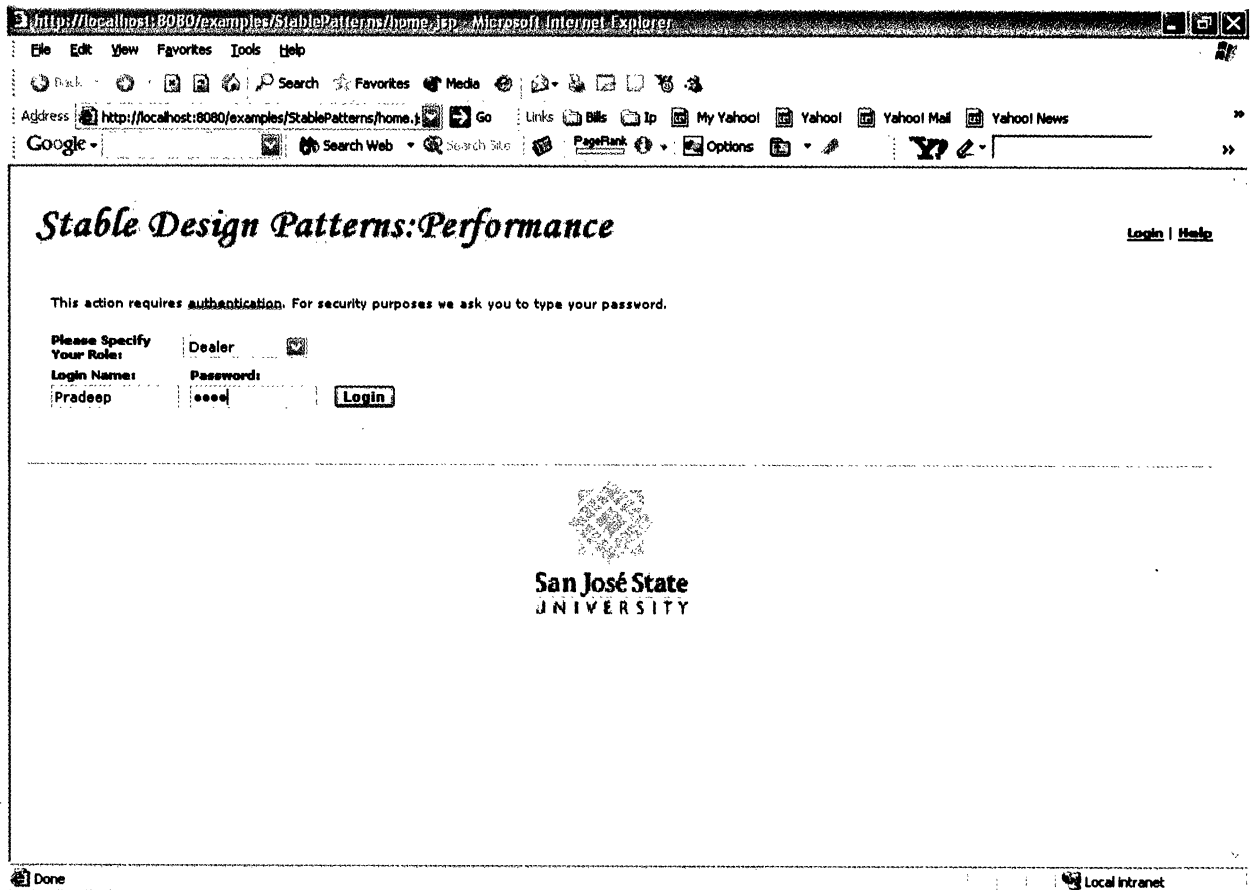 http://localhost:8080/examples/StablePatterns/home.jsp - Microsoft Internet Explorer
File Edit View Favorites Tools Help
Back Search Favorites Media
Address http://localhost:8080/examples/StablePatterns/home.j Go Links Bills Ip My Yahoo! Yahoo! Yahoo! Mail Yahoo! News »
Google Search Web Search Site PageRank Options Y? »
Stable Design Patterns:Performance
Login | Help
This action requires authentication. For security purposes we ask you to type your password.
Please Specify
Your Role: Dealer
Login Name: Password:
Pradeep •••• Login
San José State
UNIVERSITY
Done Local intranet